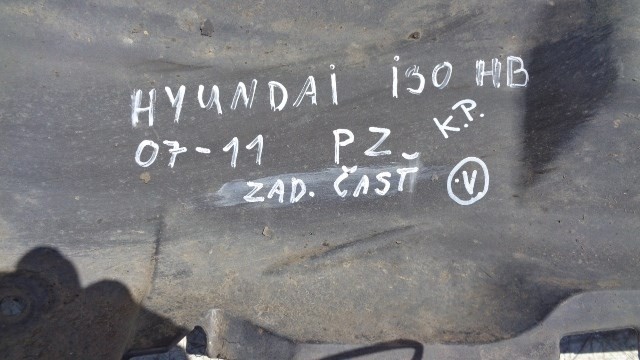 HYUNDAI i30 HB
07-11 PZ K.P.
ZAD. ČASŤ V